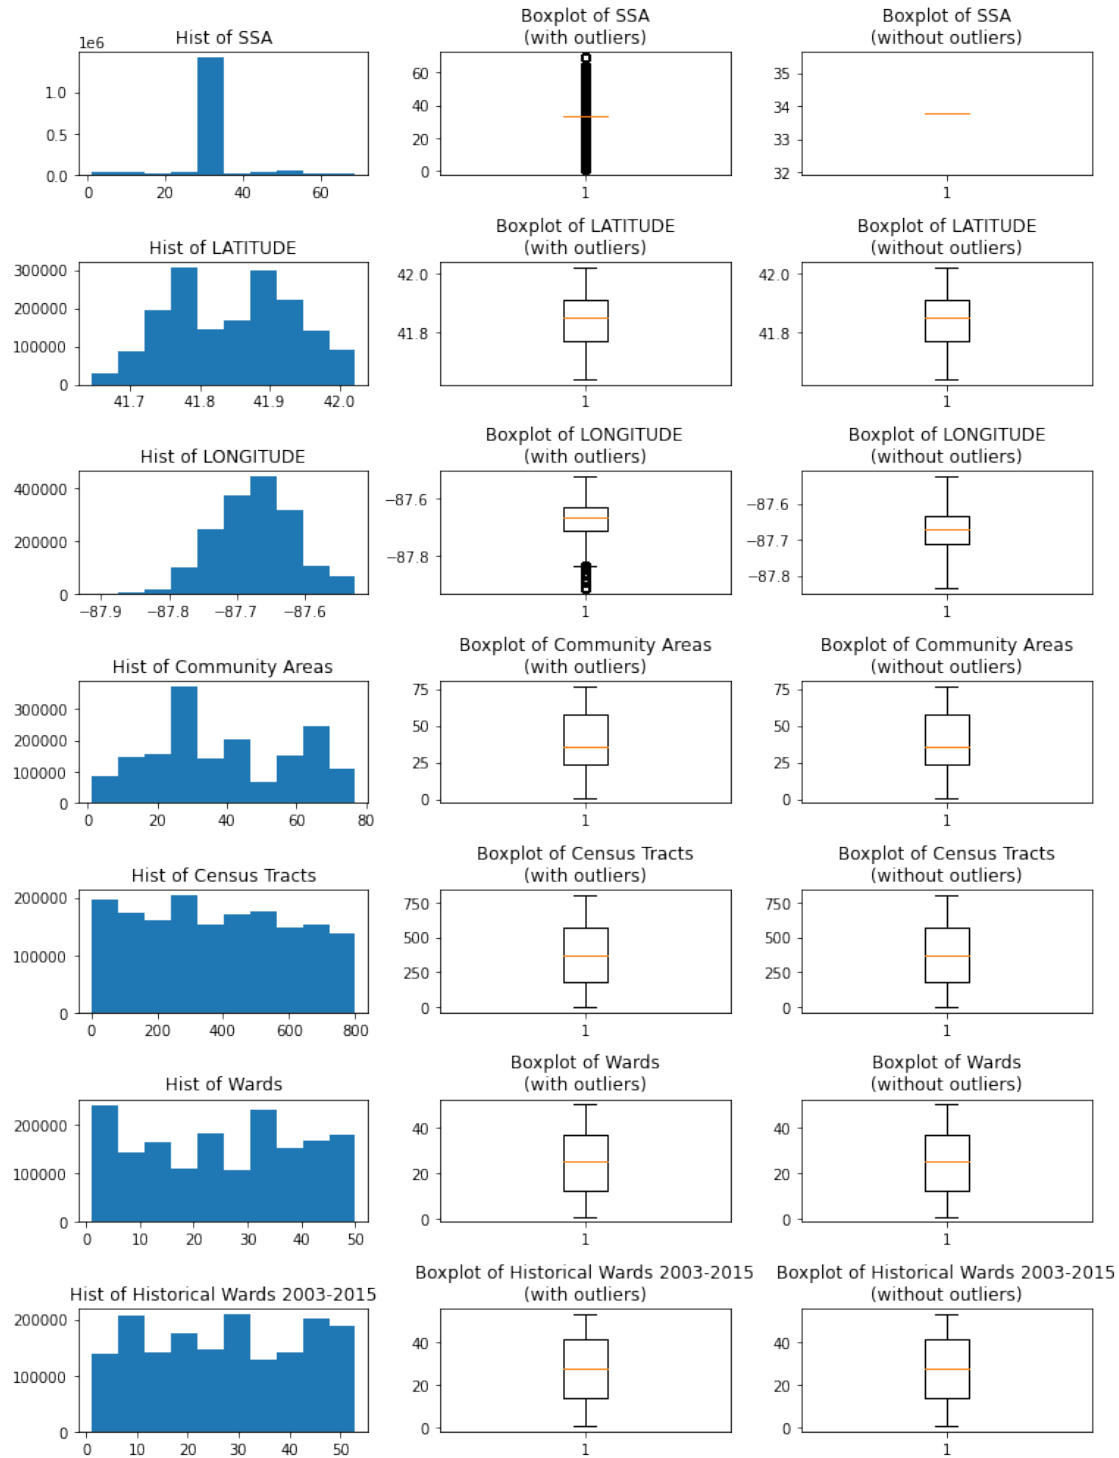 Hist of SSA
1e6
1.0
0.5
0.0
0 20 40 60
Boxplot of SSA
(with outliers)
60
40
20
0
1
Boxplot of SSA
(without outliers)
35
34
33
32
1
Hist of LATITUDE
300000
200000
100000
0
41.7 41.8 41.9 42.0
Boxplot of LATITUDE
(with outliers)
42.0
41.8
1
Boxplot of LATITUDE
(without outliers)
42.0
41.8
1
Hist of LONGITUDE
400000
200000
0
−87.9 −87.8 −87.7 −87.6
Boxplot of LONGITUDE
(with outliers)
−87.6
−87.8
1
Boxplot of LONGITUDE
(without outliers)
−87.6
−87.7
−87.8
1
Hist of Community Areas
300000
200000
100000
0
0 20 40 60 80
Boxplot of Community Areas
(with outliers)
75
50
25
0
1
Boxplot of Community Areas
(without outliers)
75
50
25
0
1
Hist of Census Tracts
200000
100000
0
0 200 400 600 800
Boxplot of Census Tracts
(with outliers)
750
500
250
0
1
Boxplot of Census Tracts
(without outliers)
750
500
250
0
1
Hist of Wards
200000
100000
0
0 10 20 30 40 50
Boxplot of Wards
(with outliers)
40
20
0
1
Boxplot of Wards
(without outliers)
40
20
0
1
Hist of Historical Wards 2003-2015
200000
100000
0
0 10 20 30 40 50
Boxplot of Historical Wards 2003-2015
(with outliers)
40
20
0
1
Boxplot of Historical Wards 2003-2015
(without outliers)
40
20
0
1